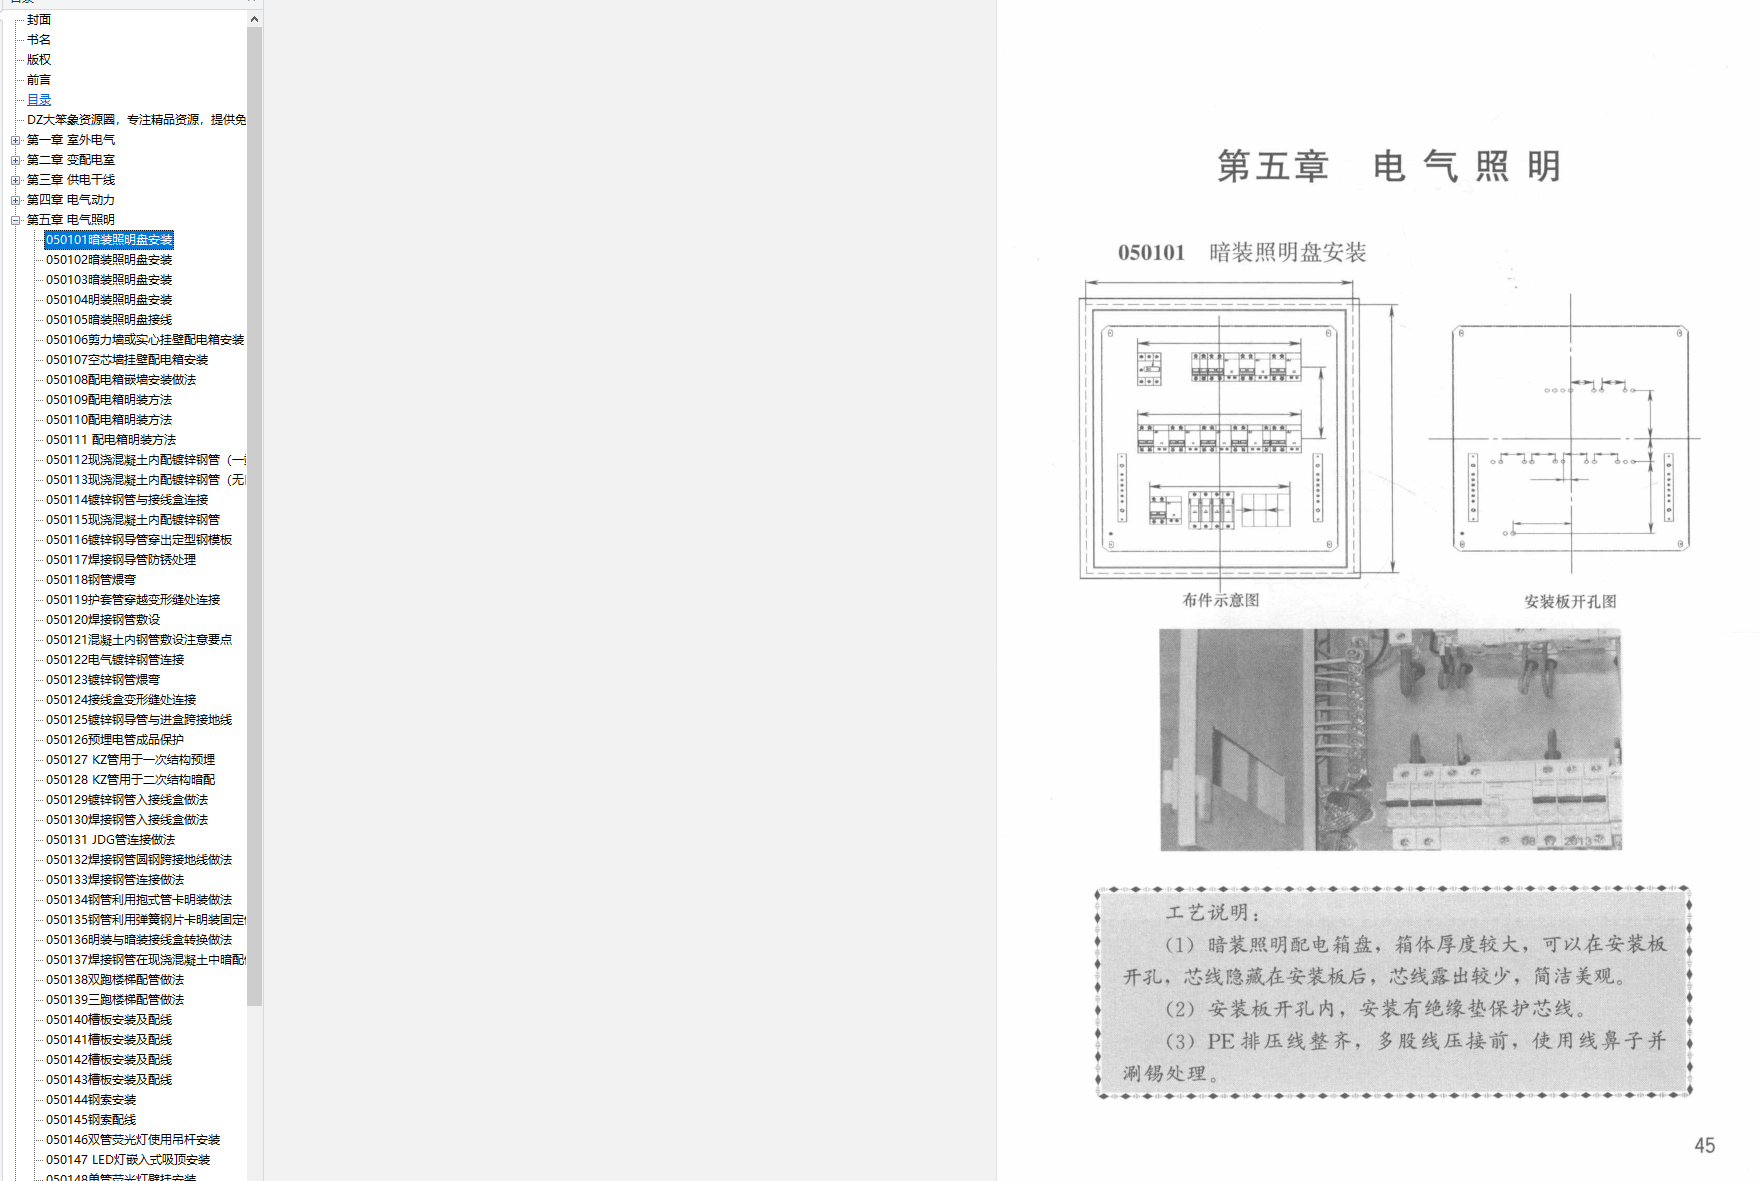 封面
书名
版权
前言
目录
DZ大笨象资源圈，专注精品资源，提供免
第一章 室外电气
第二章 变配电室
第三章 供电干线
第四章 电气动力
第五章 电气照明
050101暗装照明盘安装
050102暗装照明盘安装
050103暗装照明盘安装
050104明装照明盘安装
050105暗装照明盘接线
050106剪力墙或实心挂壁配电箱安装
050107空芯墙挂壁配电箱安装
050108配电箱嵌墙安装做法
050109配电箱明装方法
050110配电箱明装方法
050111 配电箱明装方法
050112现浇混凝土内配镀锌钢管（一
050113现浇混凝土内配镀锌钢管（无
050114镀锌钢管与接线盒连接
050115现浇混凝土内配镀锌钢管
050116镀锌钢导管穿出定型钢模板
050117焊接钢导管防锈处理
050118钢管煨弯
050119护套管穿越变形缝处连接
050120焊接钢管敷设
050121混凝土内钢管敷设注意要点
050122电气镀锌钢管连接
050123镀锌钢管煨弯
050124接线盒变形缝处连接
050125镀锌钢导管与进盒跨接地线
050126预埋电管成品保护
050127 KZ管用于一次结构预埋
050128 KZ管用于二次结构暗配
050129镀锌钢管入接线盒做法
050130焊接钢管入接线盒做法
050131 JDG管连接做法
050132焊接钢管圆钢跨接地线做法
050133焊接钢管连接做法
050134钢管利用抱式管卡明装做法
050135钢管利用弹簧钢片卡明装固定
050136明装与暗装接线盒转换做法
050137焊接钢管在现浇混凝土中暗配
050138双跑楼梯配管做法
050139三跑楼梯配管做法
050140槽板安装及配线
050141槽板安装及配线
050142槽板安装及配线
050143槽板安装及配线
050144钢索安装
050145钢索配线
050146双管荧光灯使用吊杆安装
050147 LED灯嵌入式吸顶安装
050148单管荧光灯壁挂安装
第五章 电气照明
050101 暗装照明盘安装
布件示意图
安装板开孔图
08 17 2013
工艺说明：
（1）暗装照明配电箱盘，箱体厚度较大，可以在安装板
开孔，芯线隐藏在安装板后，芯线露出较少，简洁美观。
（2）安装板开孔内，安装有绝缘垫保护芯线。
（3）PE 排压线整齐，多股线压接前，使用线鼻子并
涮锡处理。
45